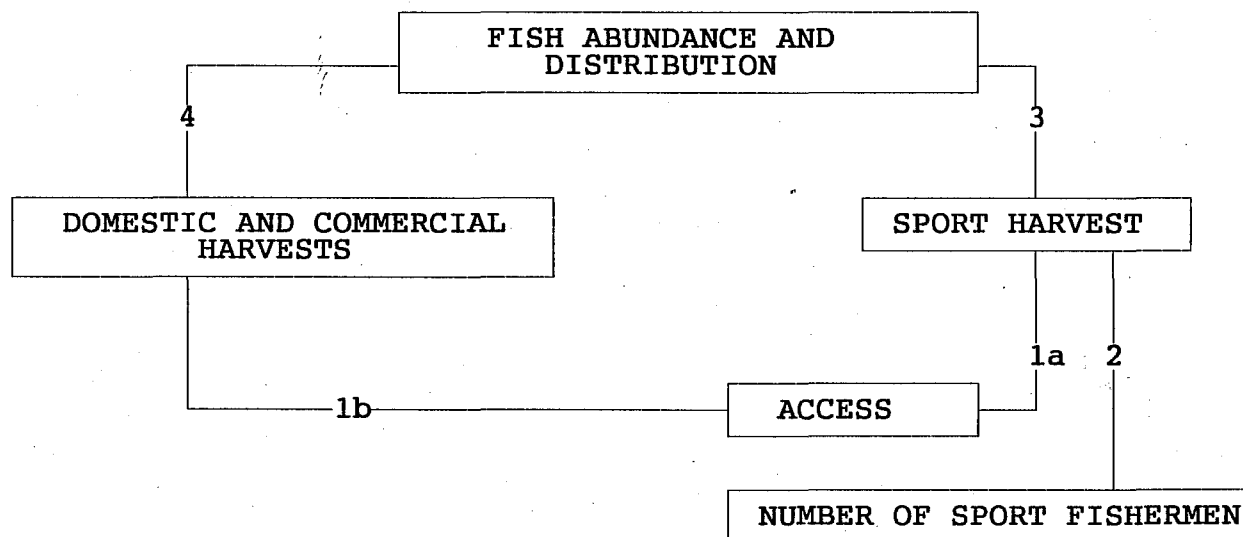 FISH ABUNDANCE AND
DISTRIBUTION
4
3
DOMESTIC AND COMMERCIAL
HARVESTS
SPORT HARVEST
1a
2
1b
ACCESS
NUMBER OF SPORT FISHERMEN